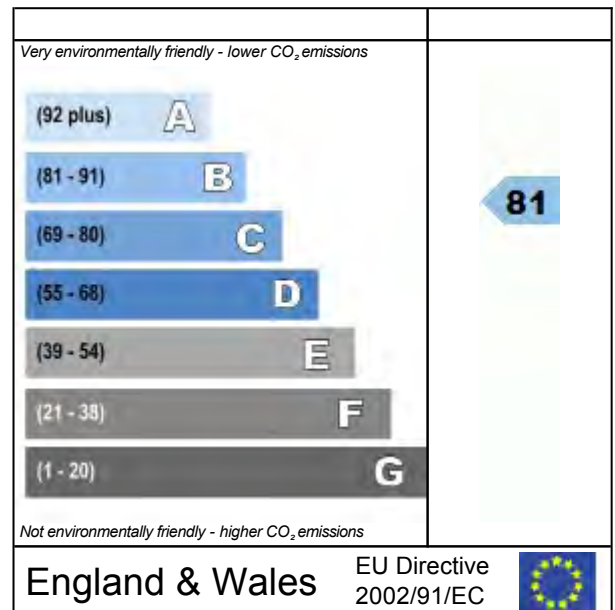 Very environmentally friendly - lower CO₂ emissions
(92 plus) A
(81 - 91) B
81
(69 - 80) C
(55 - 68) D
(39 - 54) E
(21 - 38) F
(1 - 20) G
Not environmentally friendly - higher CO₂ emissions
England & Wales
EU Directive
2002/91/EC